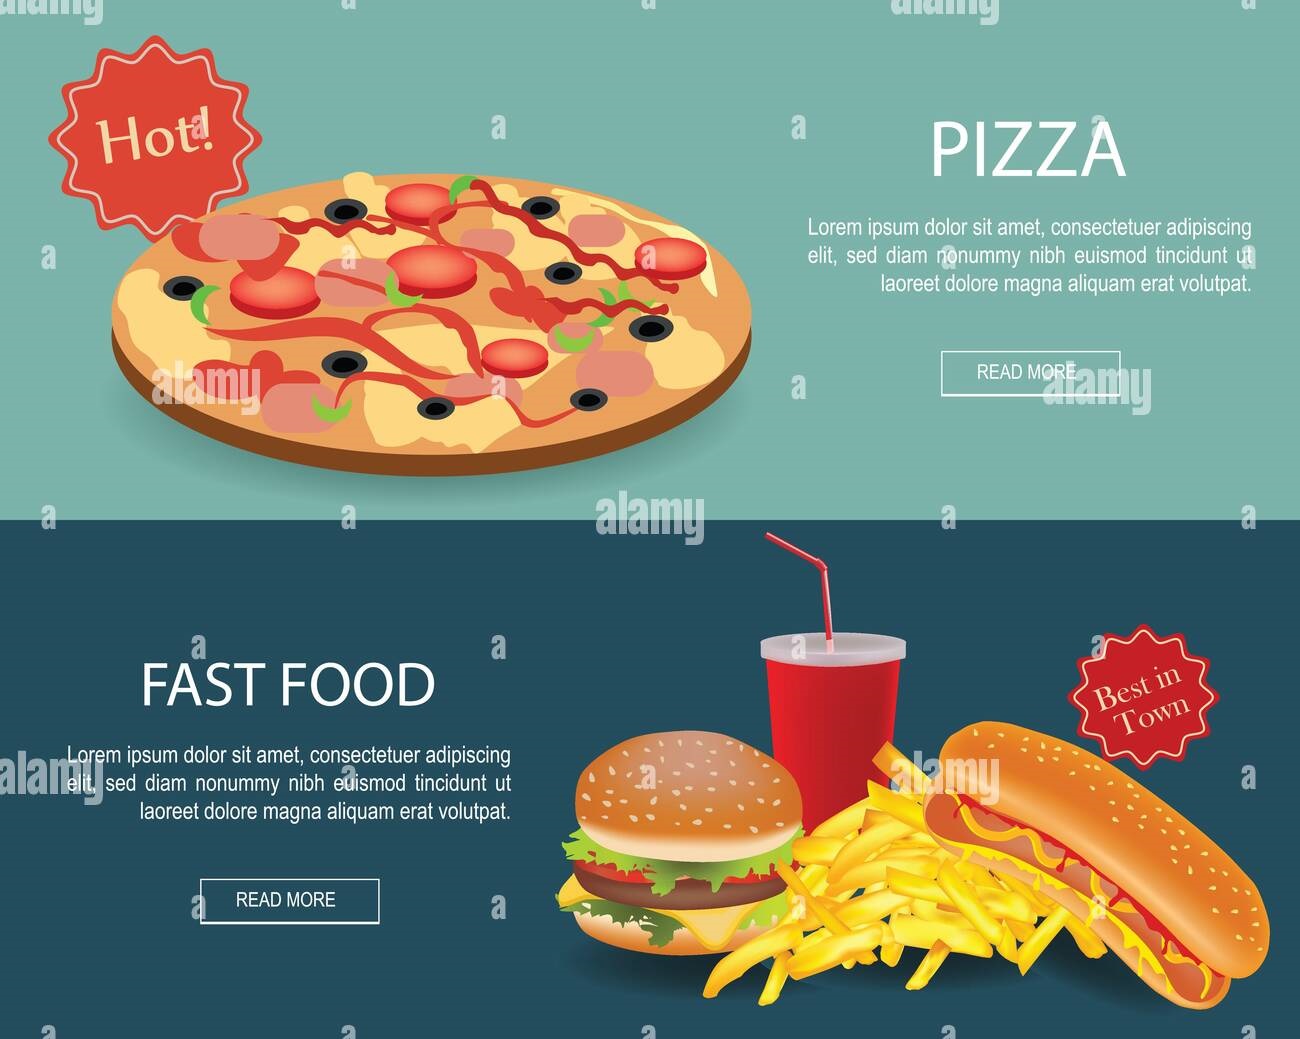 Hot!
PIZZA
Lorem ipsum dolor sit amet, consectetuer adipiscing
elit, sed diam nonummy nibh euismod tincidunt ut
laoreet dolore magna aliquam erat volutpat.
READ MORE
alamy
FAST FOOD
Lorem ipsum dolor sit amet, consectetuer adipiscing
elit, sed diam nonummy nibh euismod tincidunt ut
laoreet dolore magna aliquam erat volutpat.
READ MORE
Best in
Town